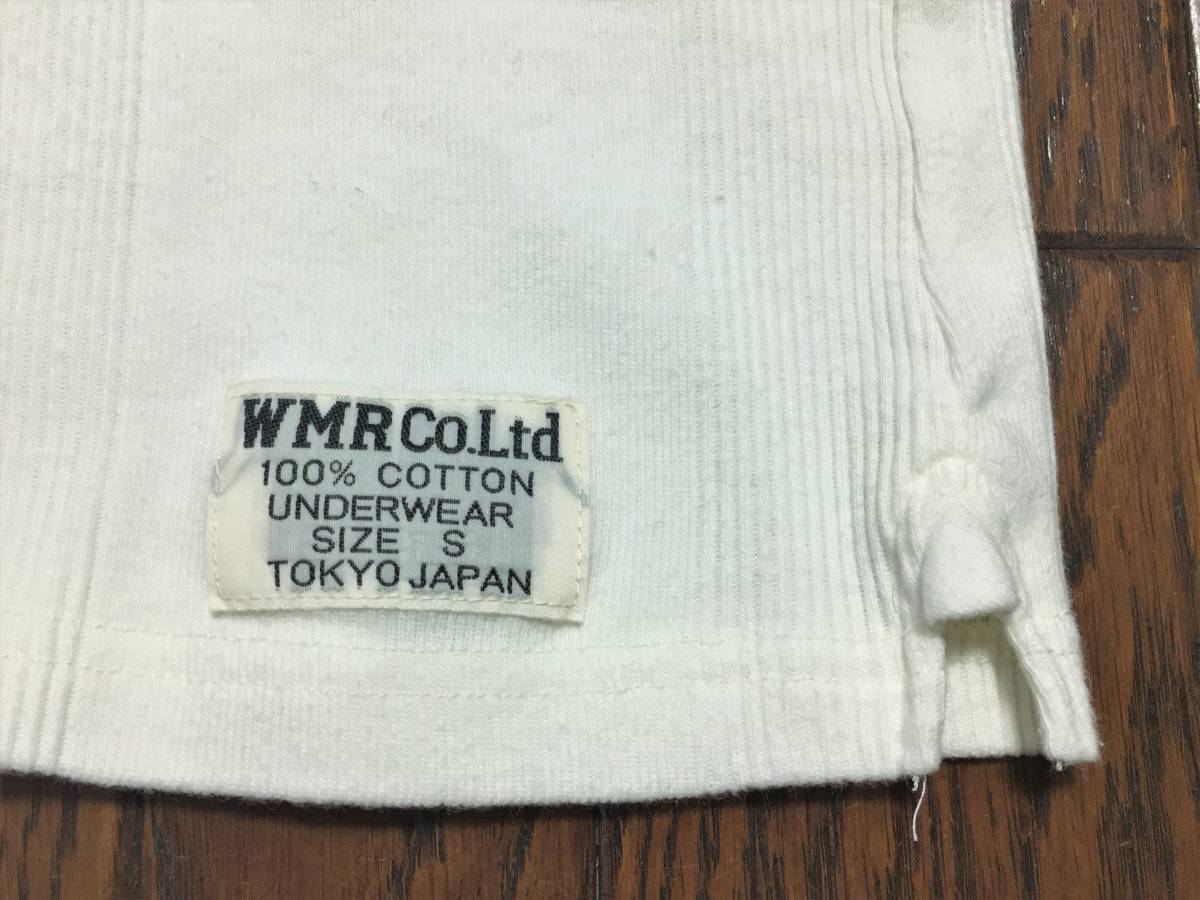 WMR Co.Ltd
100% COTTON
UNDERWEAR
SIZE S
TOKYO JAPAN